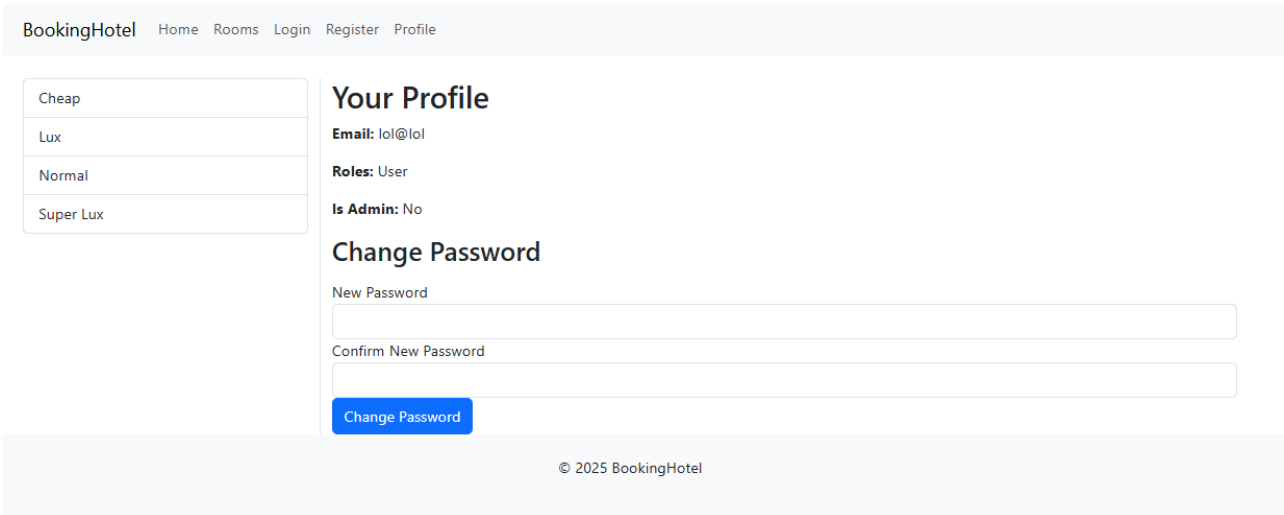 BookingHotel Home Rooms Login Register Profile
Cheap
Lux
Normal
Super Lux
Your Profile
Email: lol@lol
Roles: User
Is Admin: No
Change Password
New Password
Confirm New Password
Change Password
© 2025 BookingHotel